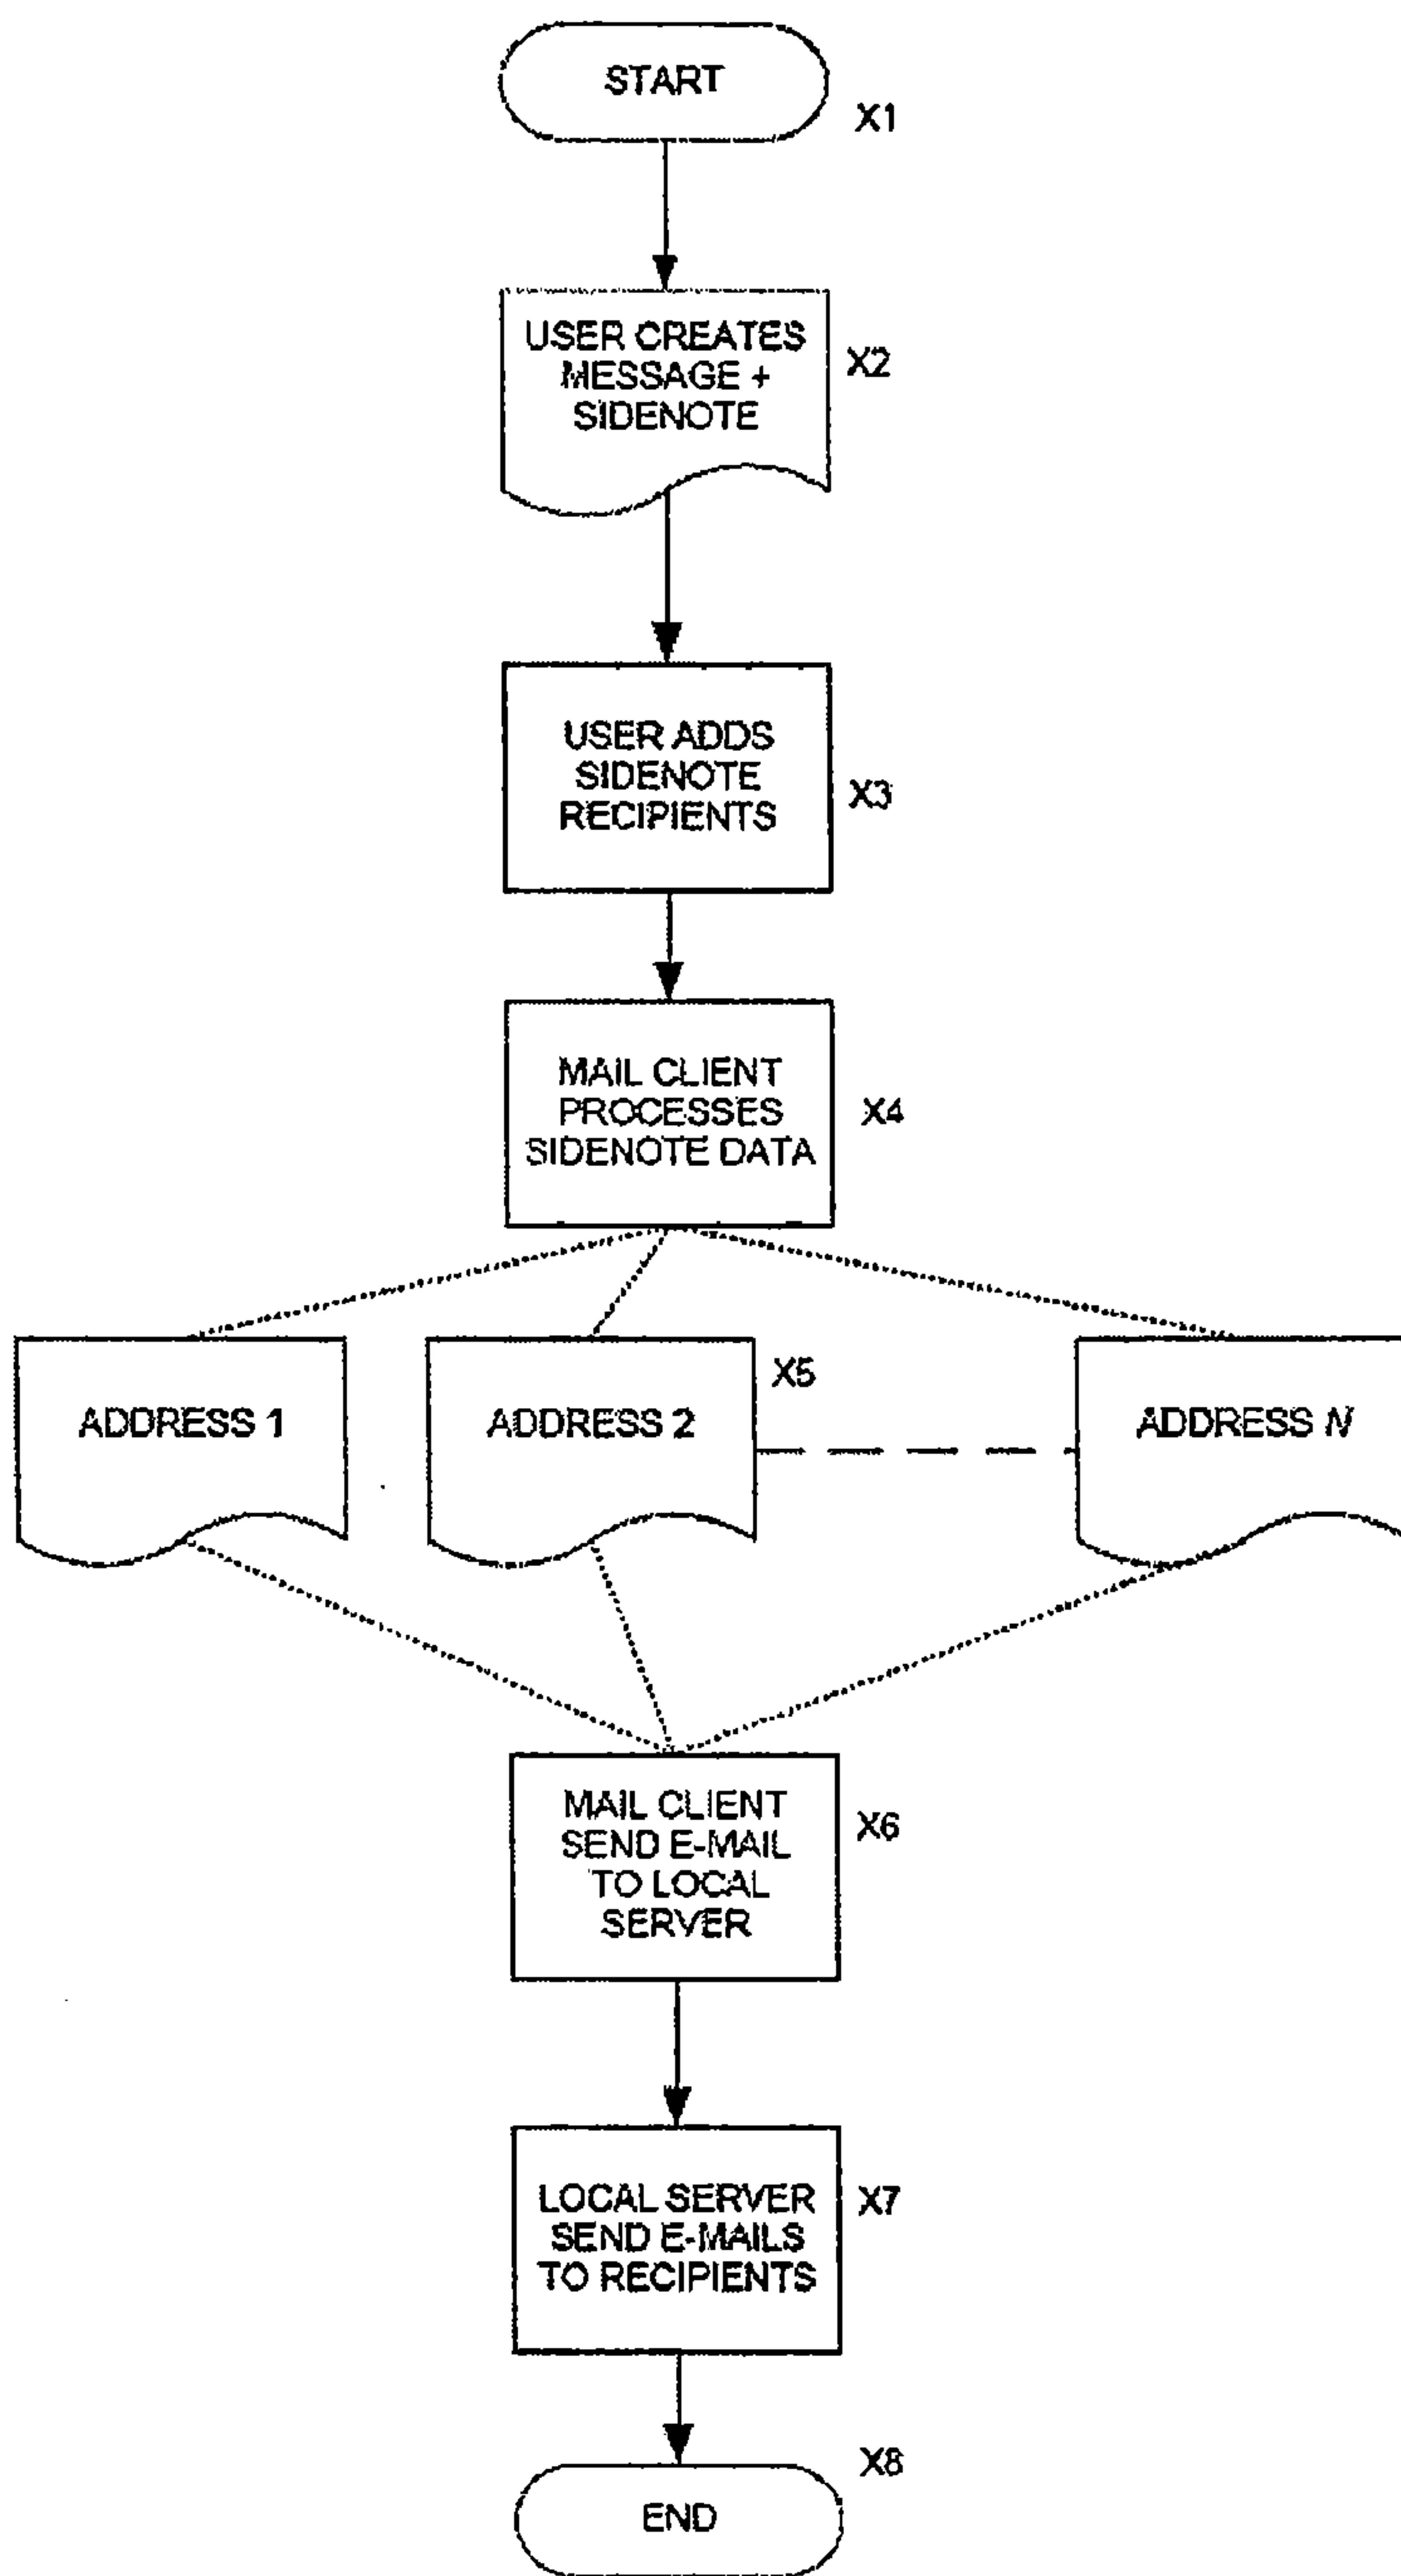 START
X1
USER CREATES
MESSAGE +
SIDENOTE
X2
USER ADDS
SIDENOTE
RECIPIENTS
X3
MAIL CLIENT
PROCESSES
SIDENOTE DATA
X4
ADDRESS 1
ADDRESS 2
X5
ADDRESS N
MAIL CLIENT
SEND E-MAIL
TO LOCAL
SERVER
X6
LOCAL SERVER
SEND E-MAILS
TO RECIPIENTS
X7
X8
END